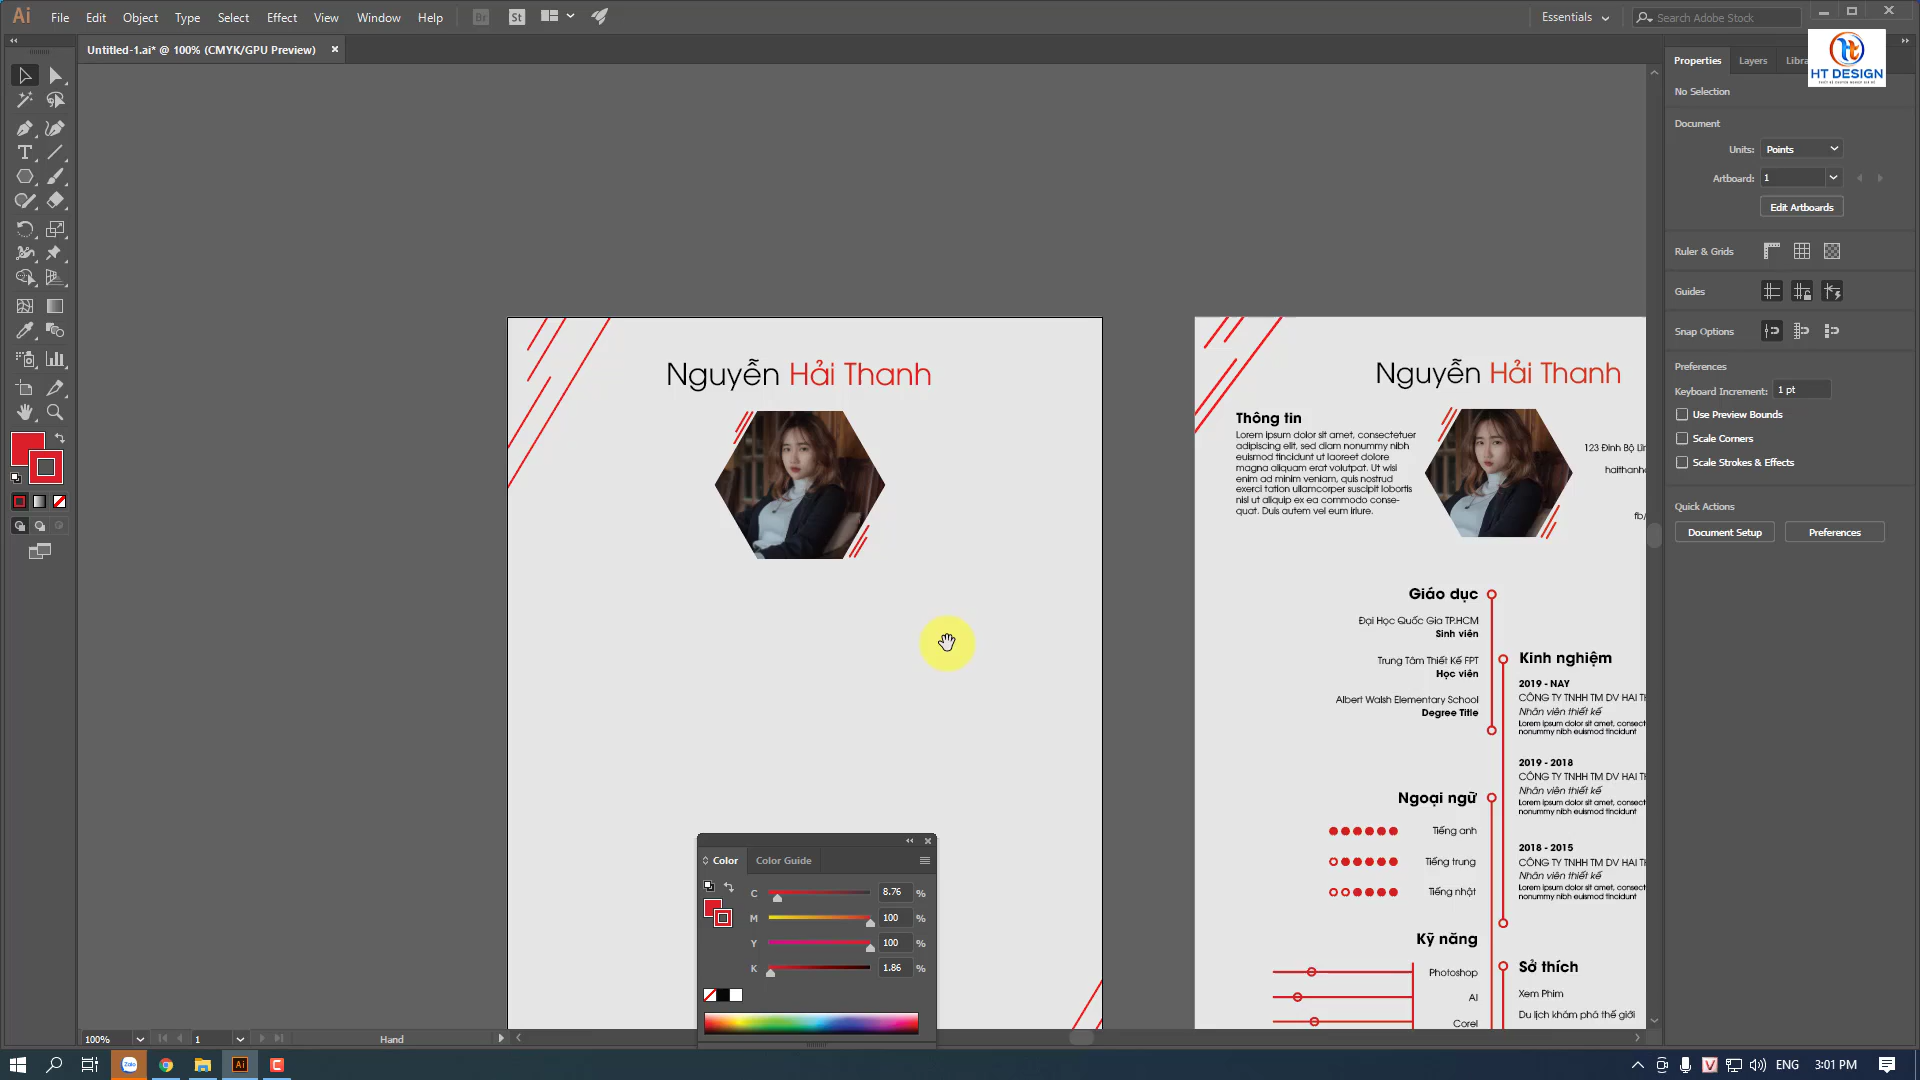 Ai File Edit Object Type Select Effect View Window Help Br St Essentials Search Adobe Stock
Untitled-1.ai* @ 100% (CMYK/GPU Preview)
Properties Layers Libra
HT DESIGN
No Selection
Document
Units: Points
Artboard: 1
Edit Artboards
Ruler & Grids
Guides
Snap Options
Preferences
Keyboard Increment: 1 pt
Use Preview Bounds
Scale Corners
Scale Strokes & Effects
Quick Actions
Document Setup Preferences
Nguyễn Hải Thanh
Nguyễn Hải Thanh
Thông tin
Lorem ipsum dolor sit amet, consectetuer
adipiscing elit, sed diam nonummy nibh
euismod tincidunt ut laoreet dolore
magna aliquam erat volutpat. Ut wisi
enim ad minim veniam, quis nostrud
exerci tation ullamcorper suscipit lobortis
nisl ut aliquip ex ea commodo conse-
quat. Duis autem vel eum iriure.
123 Đinh Bộ Lĩn
haithanh
fb/
Giáo dục
Đại Học Quốc Gia TP.HCM
Sinh viên
Trung Tâm Thiết Kế FPT
Học viên
Albert Walsh Elementary School
Degree Title
Kinh nghiệm
2019 - NAY
CÔNG TY TNHH TM DV HAI TH
Nhân viên thiết kế
Lorem ipsum dolor sit amet, consect
nonummy nibh euismod tincidunt
2019 - 2018
CÔNG TY TNHH TM DV HAI TH
Nhân viên thiết kế
Lorem ipsum dolor sit amet, consect
nonummy nibh euismod tincidunt
2018 - 2015
CÔNG TY TNHH TM DV HAI TH
Nhân viên thiết kế
Lorem ipsum dolor sit amet, consect
nonummy nibh euismod tincidunt
Ngoại ngữ
Tiếng anh
Tiếng trung
Tiếng nhật
Kỹ năng
Photoshop
AI
Corel
Sở thích
Xem Phim
Du lịch khám phá thế giới
Color Color Guide
C 8.76 %
M 100 %
Y 100 %
K 1.86 %
100% 1 Hand
Zalo Ai C V ENG 3:01 PM